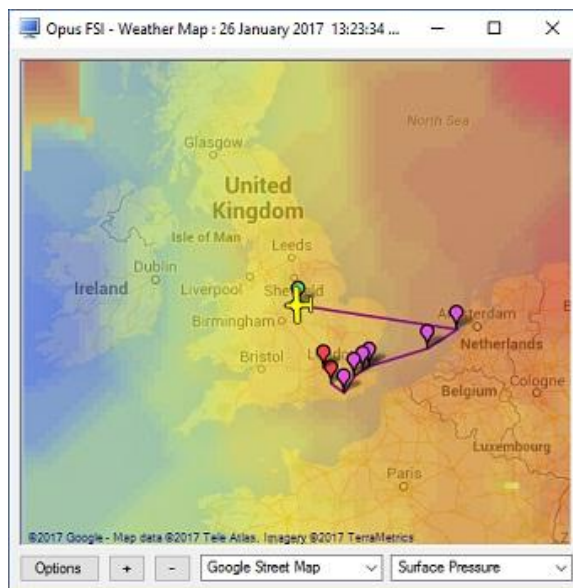 Opus FSI - Weather Map : 26 January 2017 13:23:34 ...
North Sea
Glasgow
United
Kingdom
Isle of Man
Leeds
Dublin
Ireland
Liverpool
Birmingham
Amsterdam
Bristol
Netherlands
Belgium
Cologne
Luxembourg
Paris
©2017 Google - Map data ©2017 Tele Atlas, Imagery ©2017 TerraMetrics
Options
+
-
Google Street Map
Surface Pressure